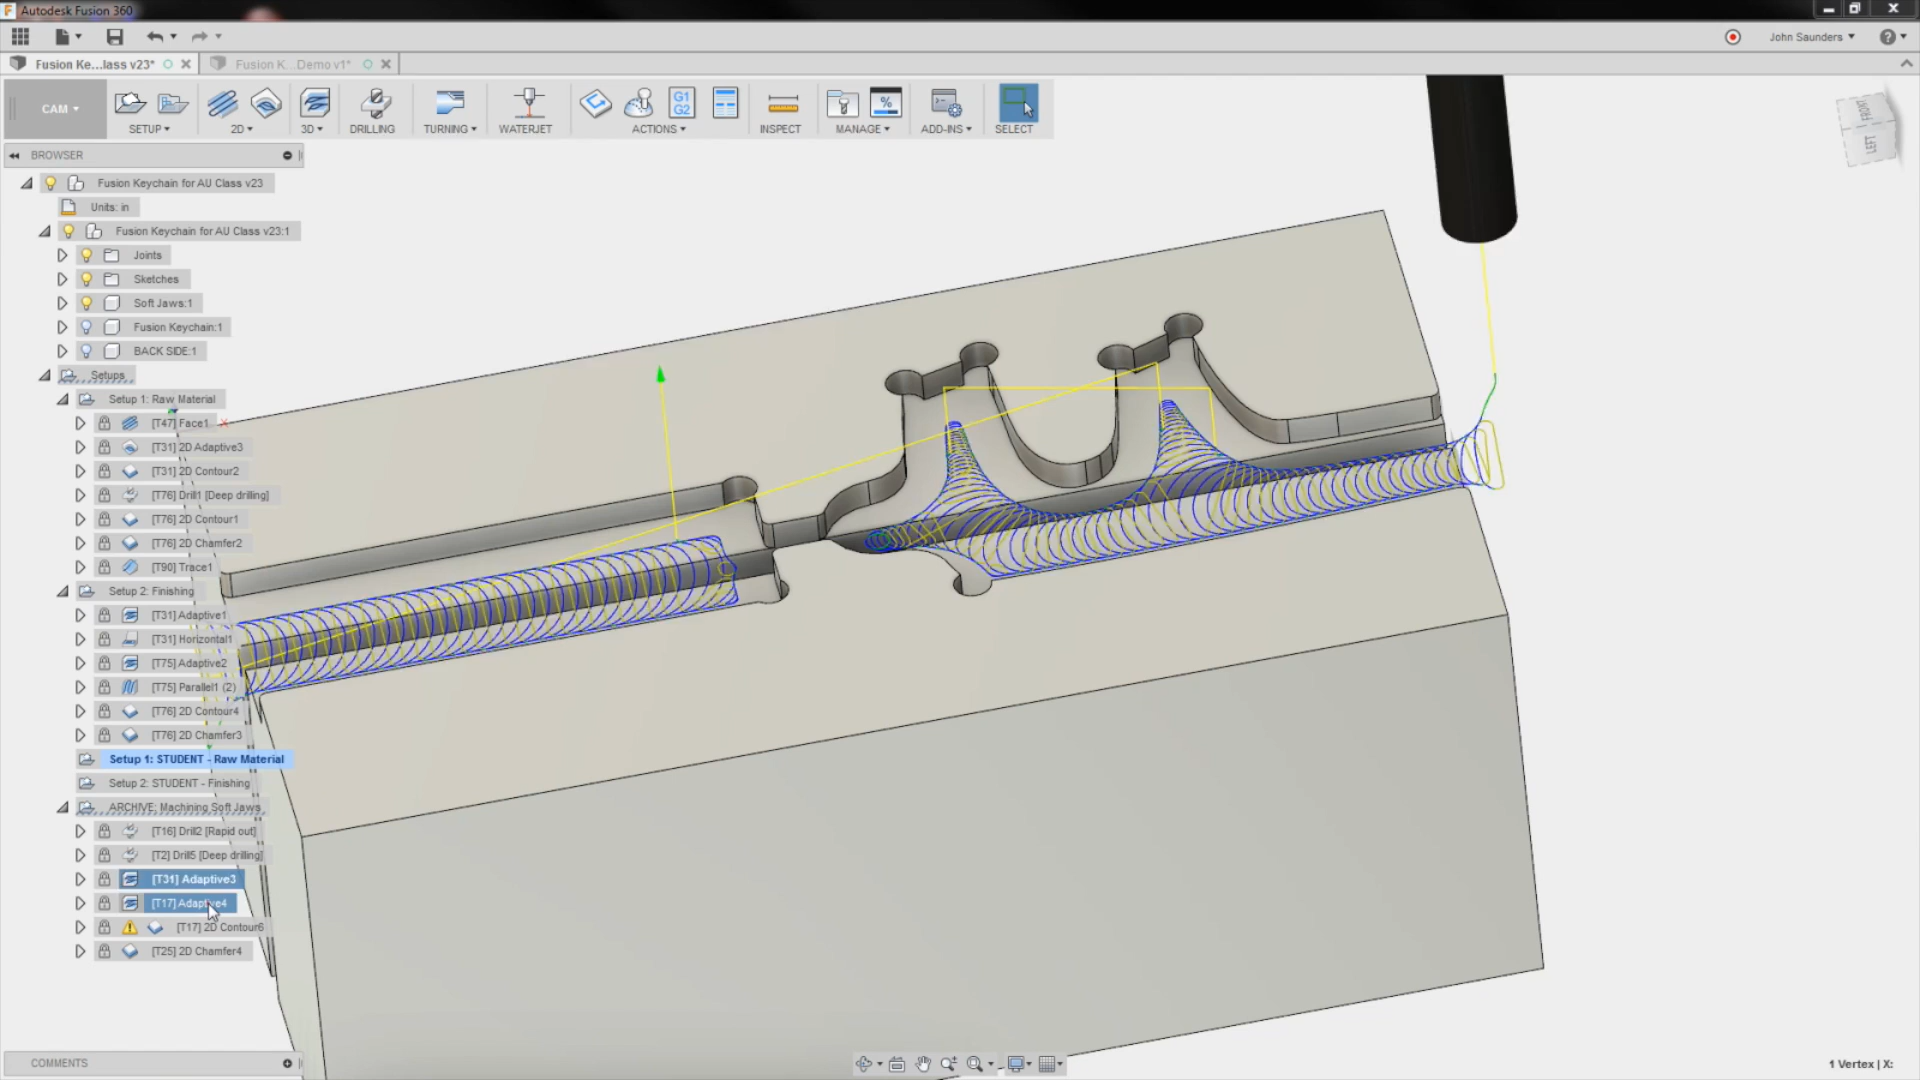 Autodesk Fusion 360
John Saunders
Fusion Ke...lass v23*
Fusion K...Demo v1*
CAM
SETUP
2D
3D
DRILLING
TURNING
WATERJET
G1
G2
ACTIONS
INSPECT
%
MANAGE
ADD-INS
SELECT
FRONT
LEFT
BROWSER
Fusion Keychain for AU Class v23
Units: in
Fusion Keychain for AU Class v23:1
Joints
Sketches
Soft Jaws:1
Fusion Keychain:1
BACK SIDE:1
Setups
Setup 1: Raw Material
[T47] Face1
[T31] 2D Adaptive3
[T31] 2D Contour2
[T76] Drill1 [Deep drilling]
[T76] 2D Contour1
[T76] 2D Chamfer2
[T90] Trace1
Setup 2: Finishing
[T31] Adaptive1
[T31] Horizontal1
[T75] Adaptive2
[T75] Parallel1 (2)
[T76] 2D Contour4
[T76] 2D Chamfer3
Setup 1: STUDENT - Raw Material
Setup 2: STUDENT - Finishing
ARCHIVE: Machining Soft Jaws
[T16] Drill2 [Rapid out]
[T2] Drill5 [Deep drilling]
[T31] Adaptive3
[T17] Adaptive4
[T17] 2D Contour6
[T25] 2D Chamfer4
COMMENTS
1 Vertex | X: